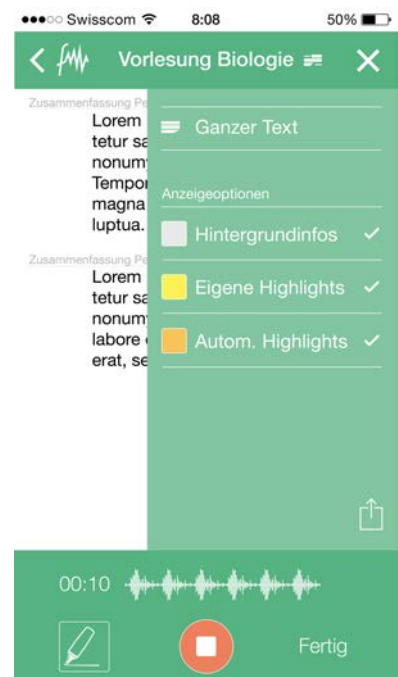 Swisscom 8:08 50%
Vorlesung Biologie
Zusammenfassung Pe
Lorem
tetur sa
nonum
Tempor
magna
luptua.
Ganzer Text
Anzeigeoptionen
Hintergrundinfos
Zusammenfassung Pe
Lorem
tetur sa
nonum
labore
erat, se
Eigene Highlights
Autom. Highlights
00:10
Fertig